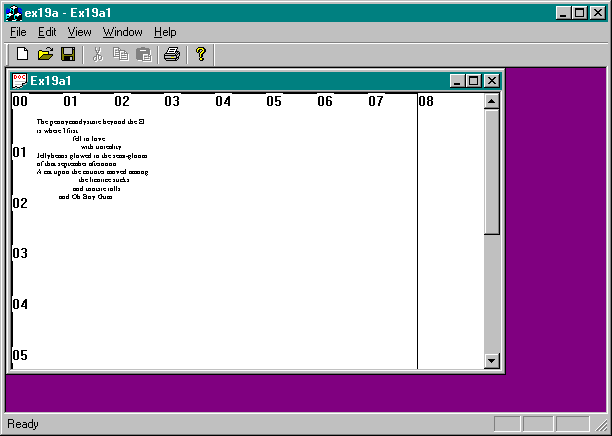 ex19a - Ex19a1
File Edit View Window Help
Ex19a1
00 01 02 03 04 05 06 07 08
The pennycandystore beyond the El
is where I first
fell in love
with unreality
Jellybeans glowed in the semi-gloom
of that september afternoon
A cat upon the counter moved among
the licorice sticks
and tootsie rolls
and Oh Boy Gum
01
02
03
04
05
Ready